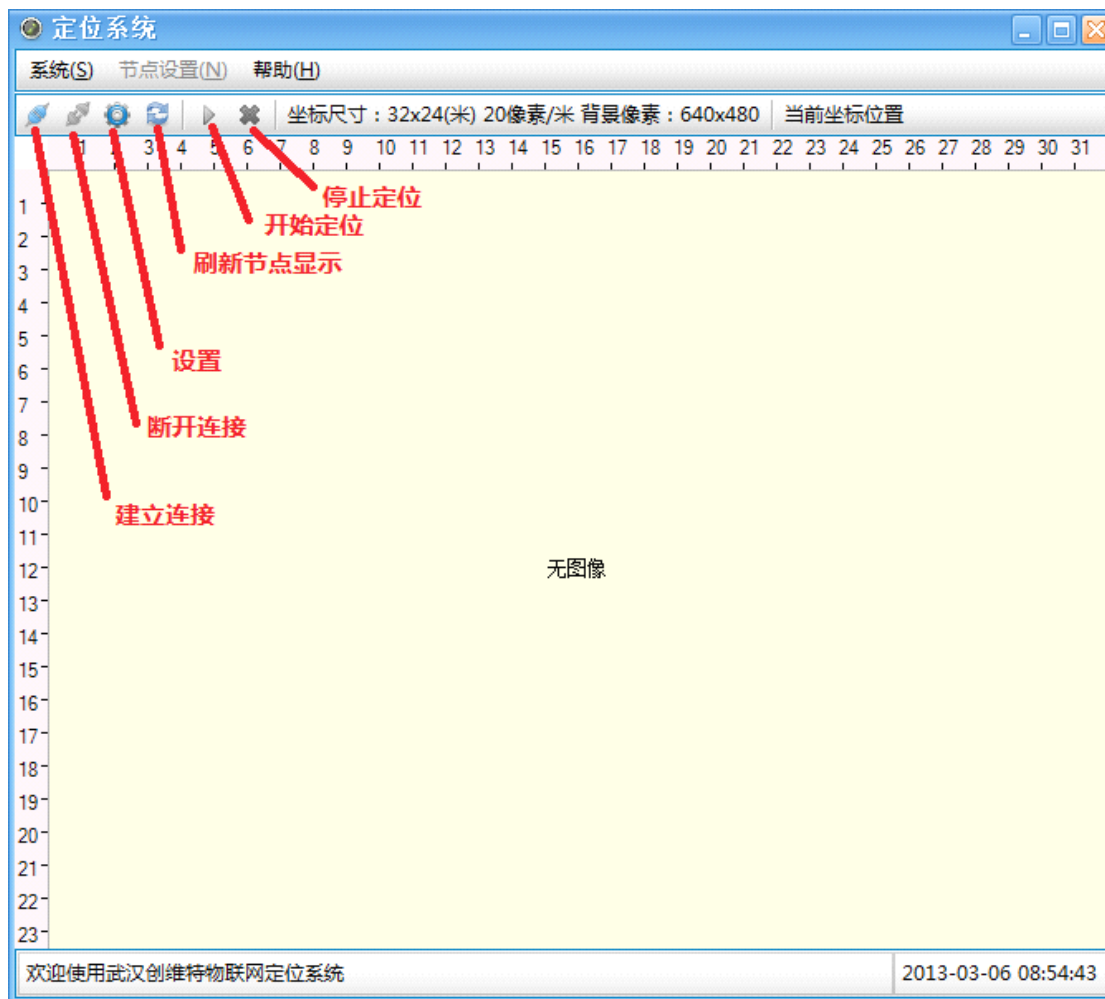 定位系统
系统(S) 节点设置(N) 帮助(H)
坐标尺寸：32x24(米) 20像素/米 背景像素：640x480 当前坐标位置
1 2 3 4 5 6 7 8 9 10 11 12 13 14 15 16 17 18 19 20 21 22 23 24 25 26 27 28 29 30 31
停止定位
开始定位
刷新节点显示
设置
断开连接
建立连接
无图像
1
2
3
4
5
6
7
8
9
10
11
12
13
14
15
16
17
18
19
20
21
22
23
欢迎使用武汉创维特物联网定位系统 2013-03-06 08:54:43